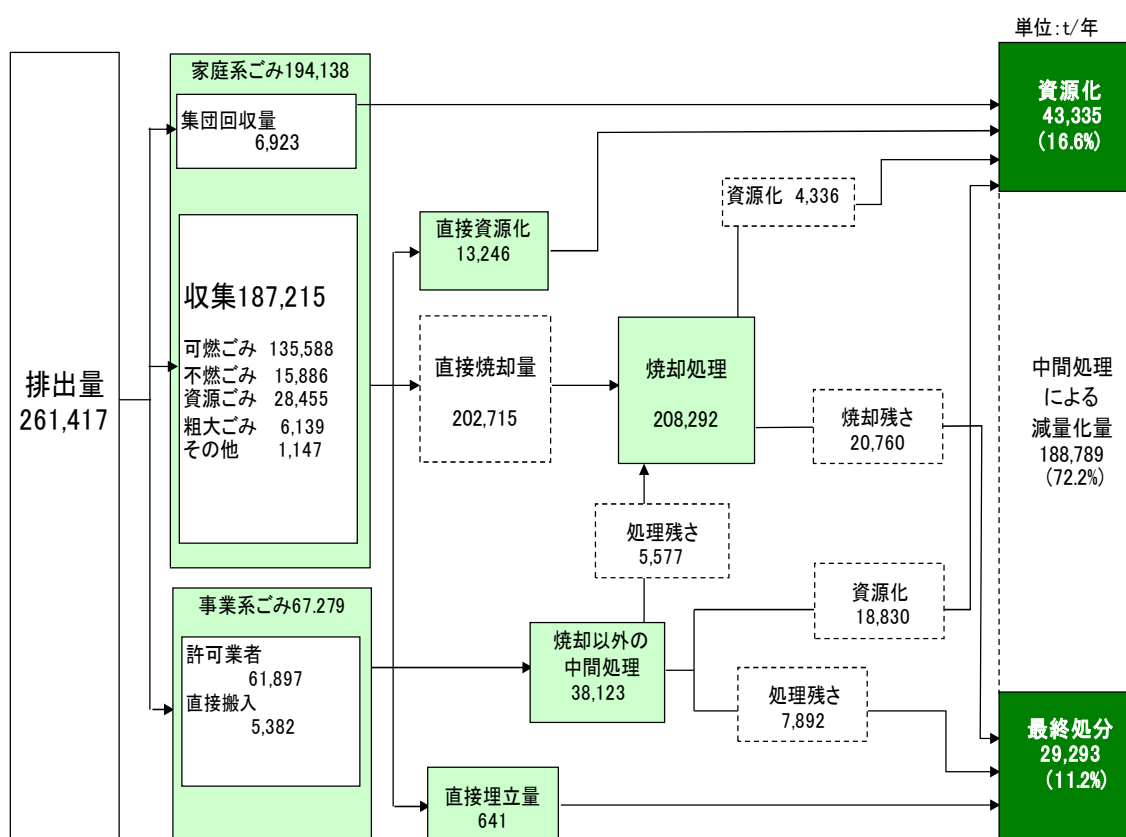 単位:t/年
排出量
261,417
家庭系ごみ194,138
集団回収量
6,923
収集187,215
可燃ごみ 135,588
不燃ごみ 15,886
資源ごみ 28,455
粗大ごみ 6,139
その他 1,147
事業系ごみ67.279
許可業者
61,897
直接搬入
5,382
直接資源化
13,246
直接焼却量
202,715
焼却以外の
中間処理
38,123
直接埋立量
641
資源化 4,336
焼却処理
208,292
処理残さ
5,577
焼却残さ
20,760
資源化
18,830
処理残さ
7,892
資源化
43,335
(16.6%)
中間処理
による
減量化量
188,789
(72.2%)
最終処分
29,293
(11.2%)